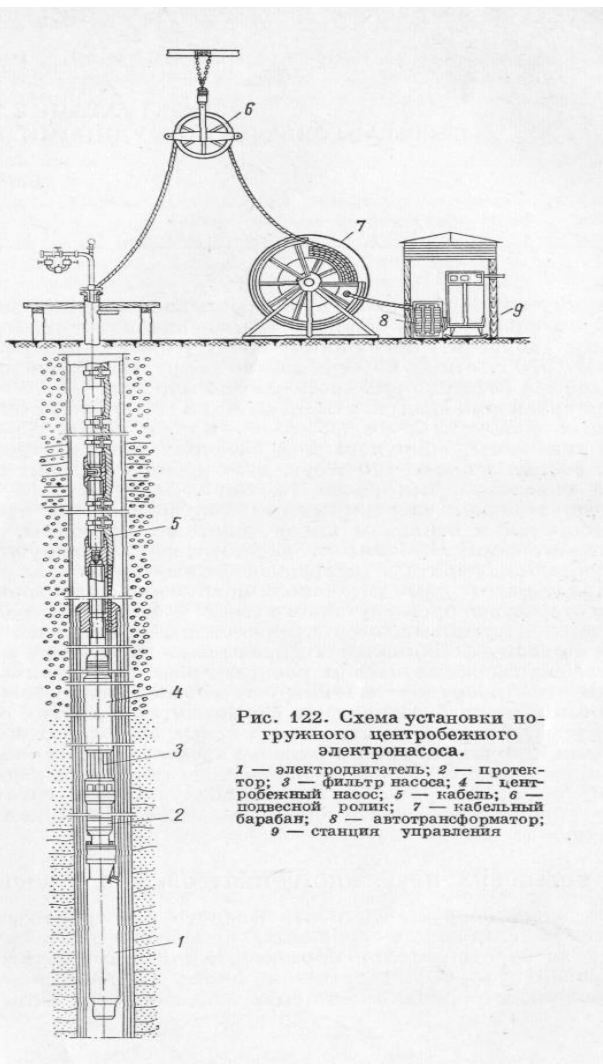 6
7
8
9
5
4
3
2
1
Рис. 122. Схема установки по-
гружного центробежного
электронасоса.
1 — электродвигатель; 2 — протек-
тор; 3 — фильтр насоса; 4 — цент-
робежный насос; 5 — кабель; 6 —
подвесной ролик; 7 — кабельный
барабан; 8 — автотрансформатор;
9 — станция управления